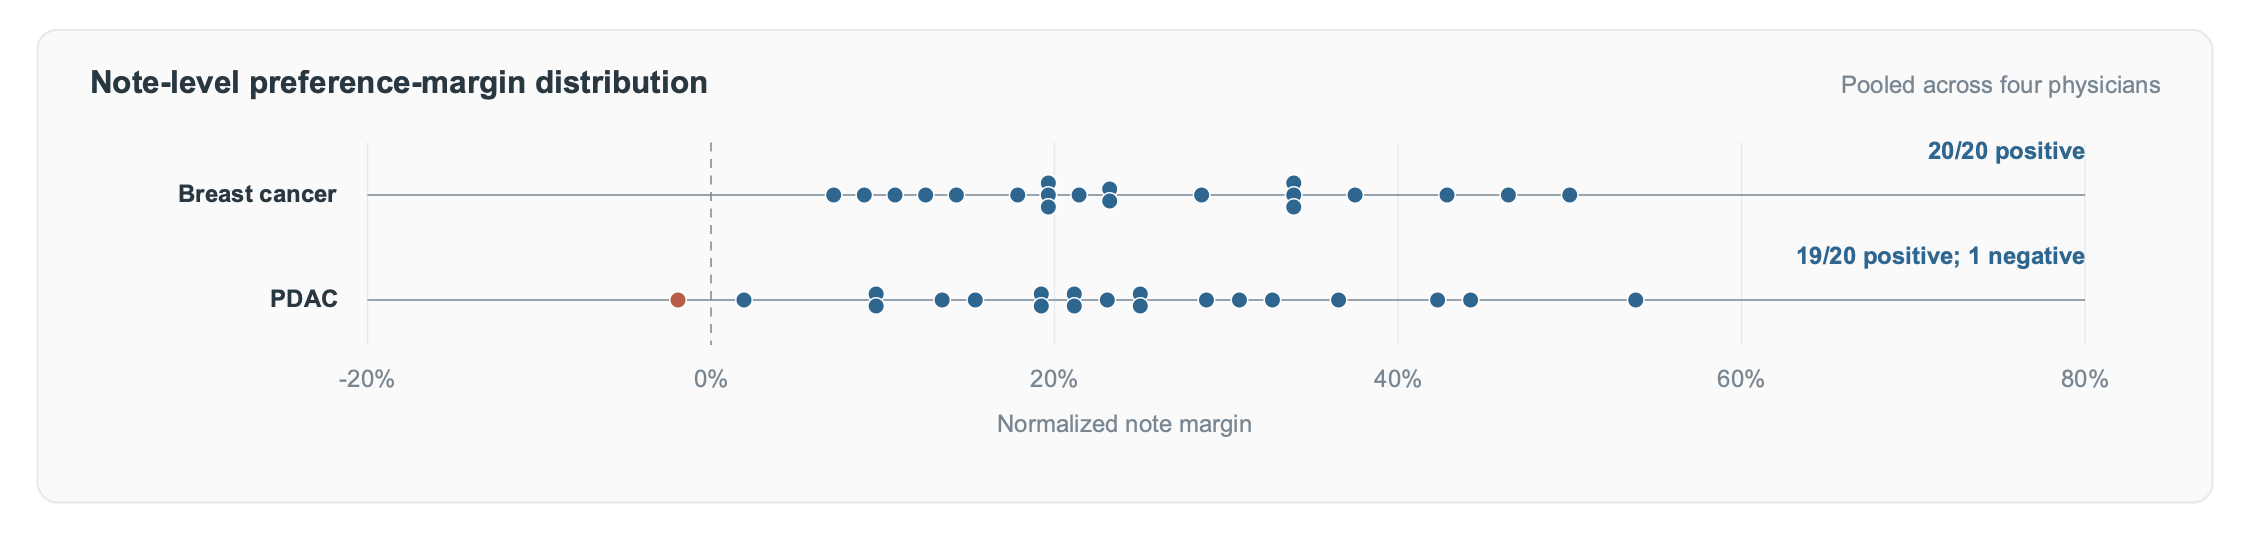 Note-level preference-margin distribution
Pooled across four physicians
20/20 positive
Breast cancer
19/20 positive; 1 negative
PDAC
-20%
0%
20%
40%
60%
80%
Normalized note margin